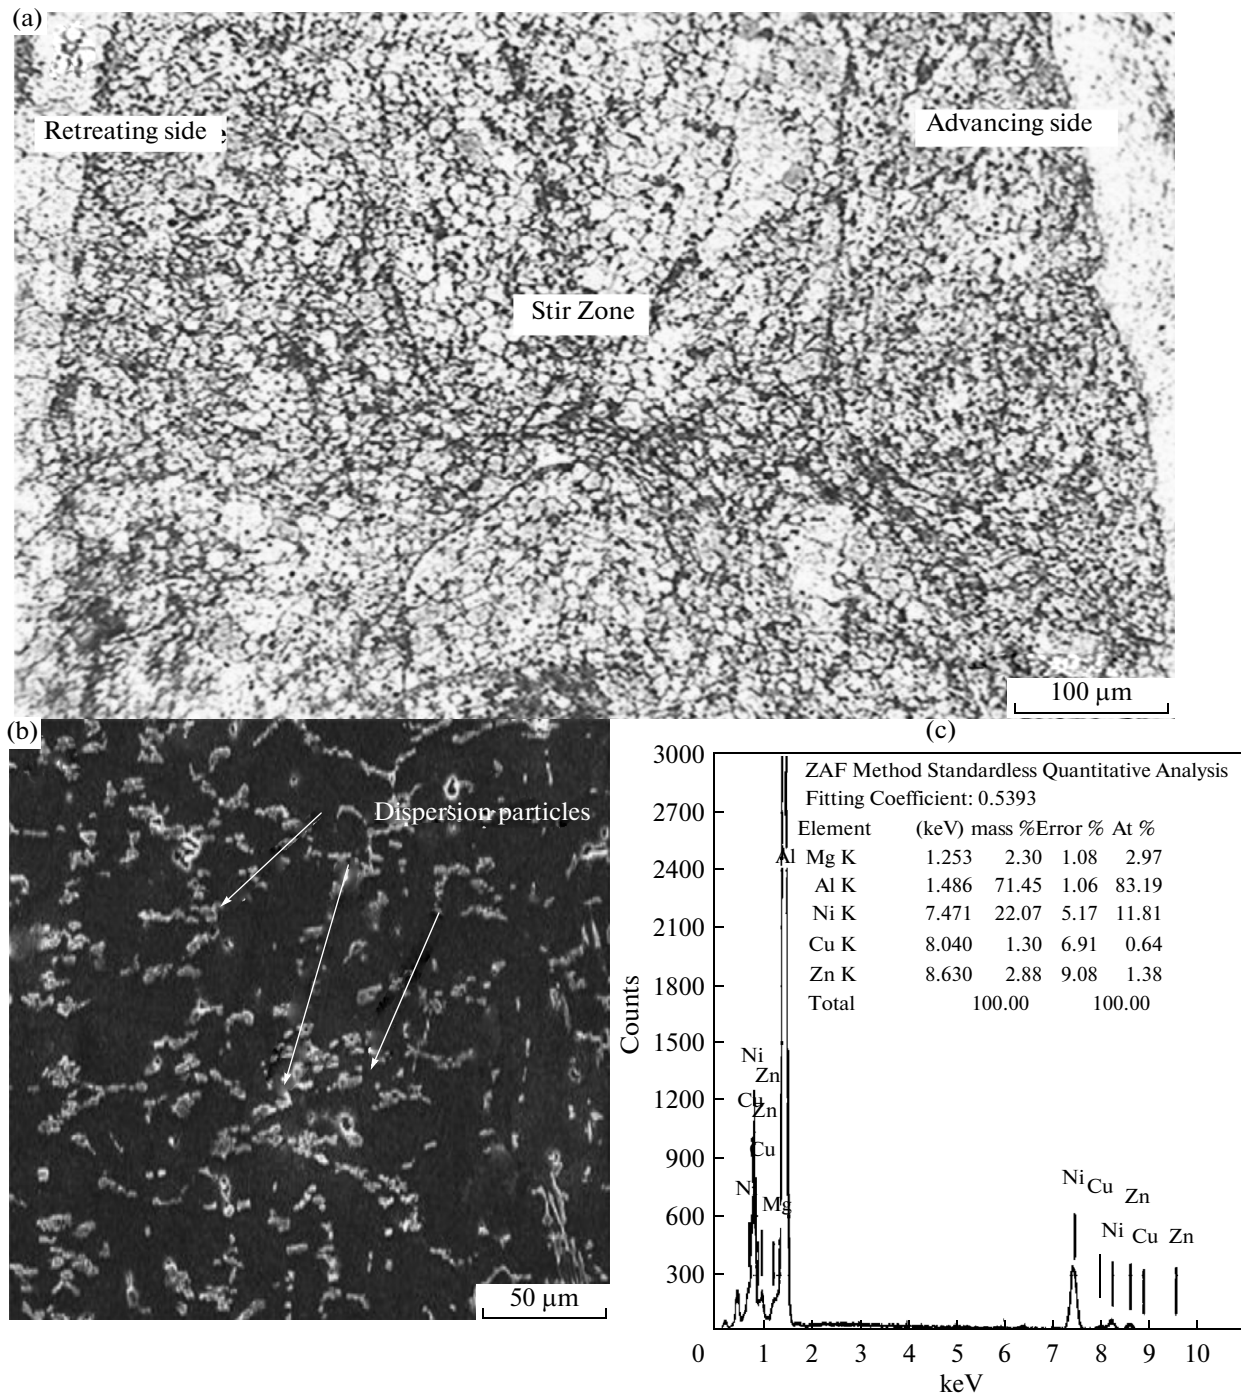 (a)
Retreating side
Advancing side
Stir Zone
100 µm
(b)
Dispersion particles
50 µm
(c)
ZAF Method Standardless Quantitative Analysis
Fitting Coefficient: 0.5393
Element (keV) mass % Error % At %
Mg K 1.253 2.30 1.08 2.97
Al K 1.486 71.45 1.06 83.19
Ni K 7.471 22.07 5.17 11.81
Cu K 8.040 1.30 6.91 0.64
Zn K 8.630 2.88 9.08 1.38
Total 100.00 100.00
3000
2700
2400
2100
1800
1500
1200
900
600
300
Counts
Al
Ni
Zn
Cu
Zn
Cu
Mg
Ni
Cu
Zn
Ni
Cu
Zn
0 1 2 3 4 5 6 7 8 9 10
keV